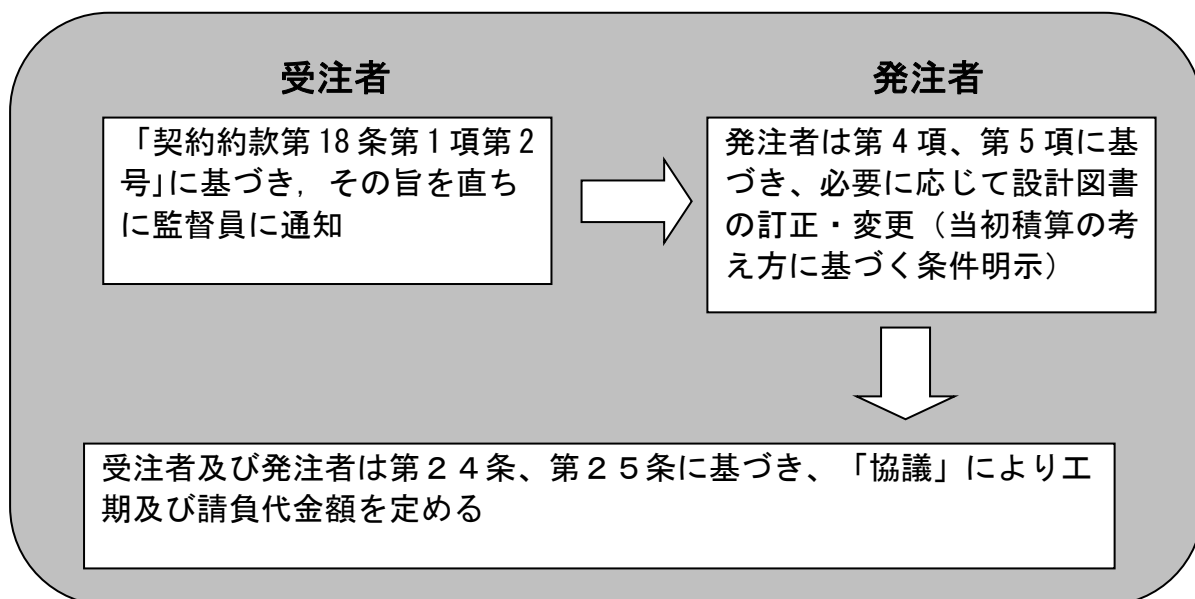 受注者
「契約約款第18条第1項第2
号」に基づき，その旨を直ち
に監督員に通知
発注者
発注者は第4項、第5項に基
づき、必要に応じて設計図書
の訂正・変更（当初積算の考
え方に基づく条件明示）
受注者及び発注者は第２４条、第２５条に基づき、「協議」により工
期及び請負代金額を定める